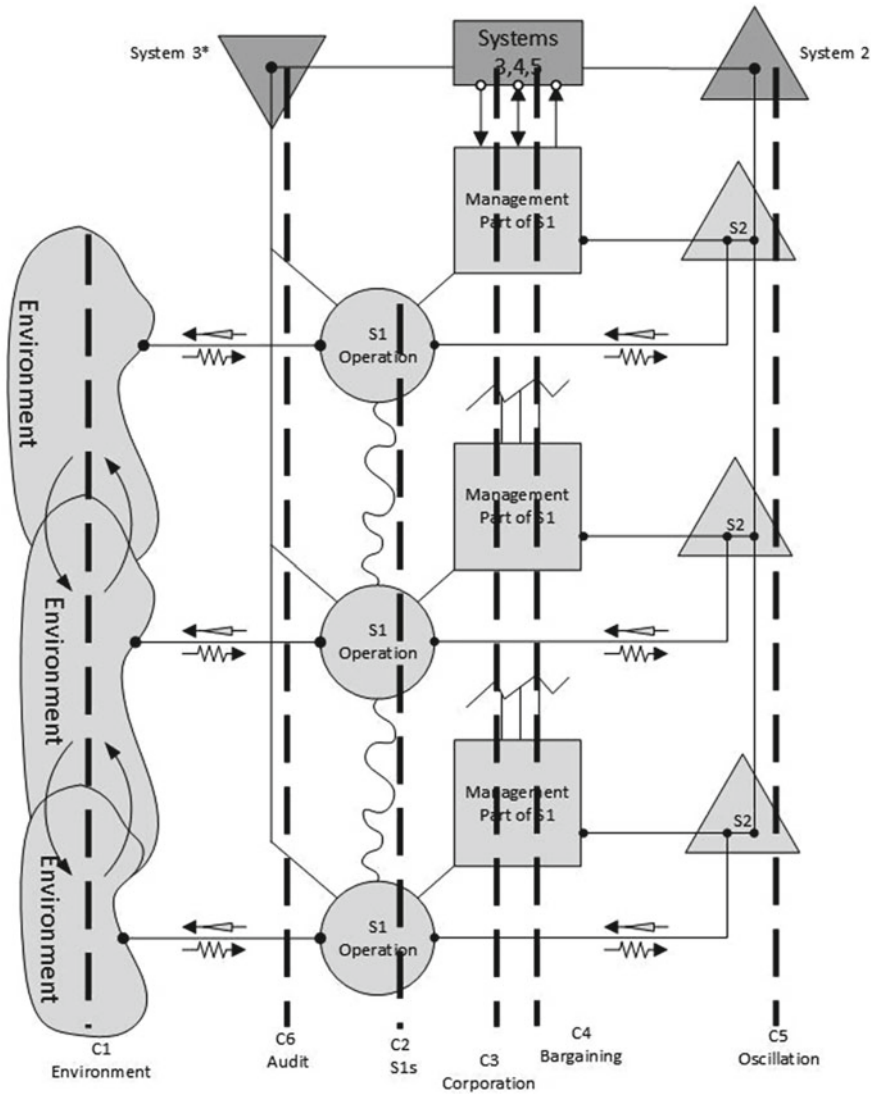 System 3*
Systems
3,4,5
System 2
Management
Part of S1
S2
Environment
S1
Operation
Management
Part of S1
S2
Environment
S1
Operation
Management
Part of S1
S2
Environment
S1
Operation
C1
Environment
C6
Audit
C2
S1s
C3
Corporation
C4
Bargaining
C5
Oscillation